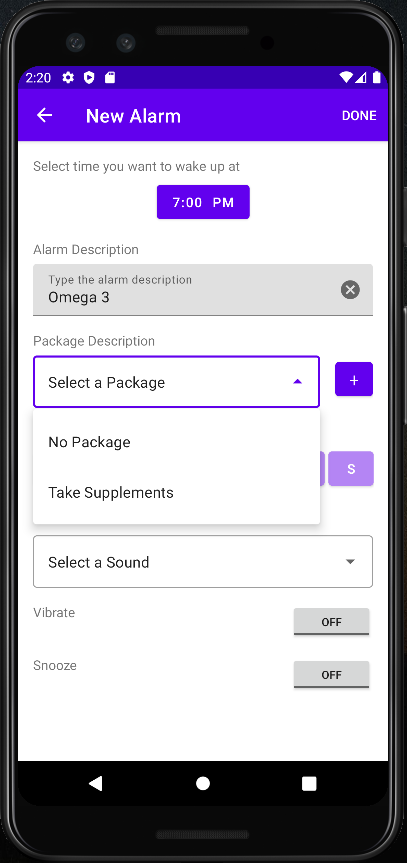 2:20
New Alarm
DONE
Select time you want to wake up at
7:00 PM
Alarm Description
Type the alarm description
Omega 3
Package Description
Select a Package
+
No Package
Take Supplements
S
Select a Sound
Vibrate
OFF
Snooze
OFF